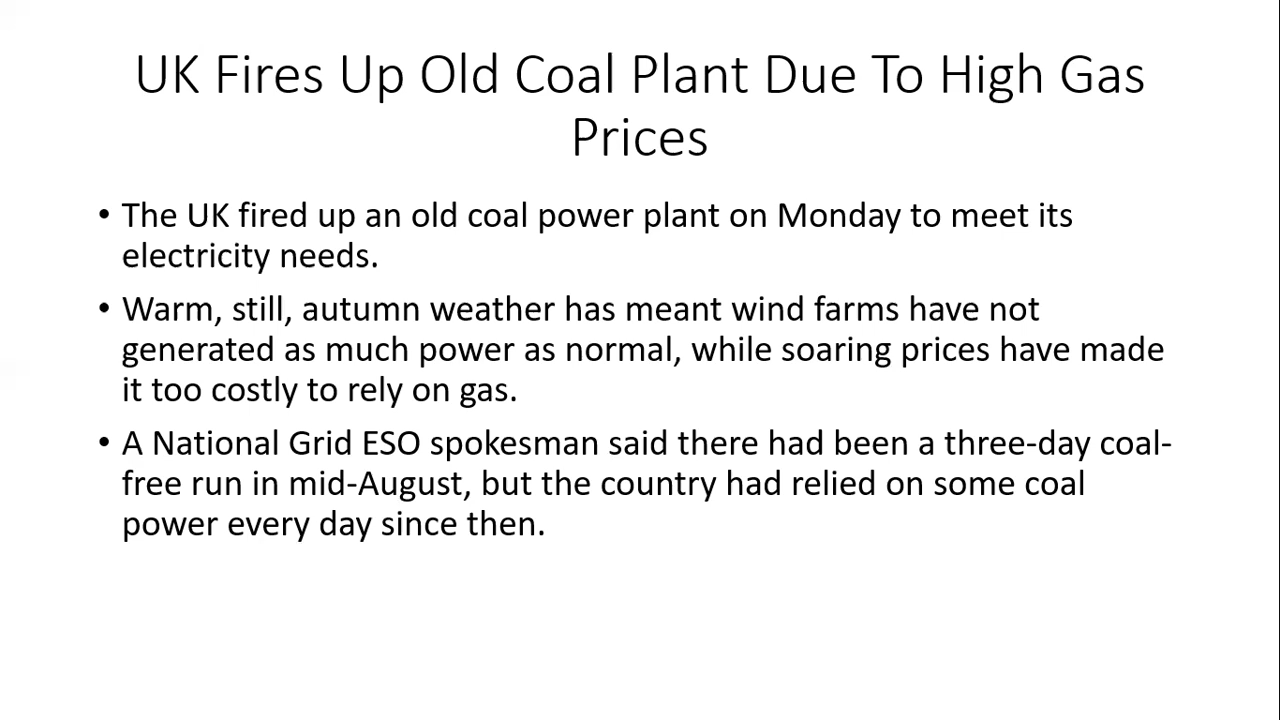 UK Fires Up Old Coal Plant Due To High Gas
Prices
• The UK fired up an old coal power plant on Monday to meet its
electricity needs.
• Warm, still, autumn weather has meant wind farms have not
generated as much power as normal, while soaring prices have made
it too costly to rely on gas.
• A National Grid ESO spokesman said there had been a three-day coal-
free run in mid-August, but the country had relied on some coal
power every day since then.